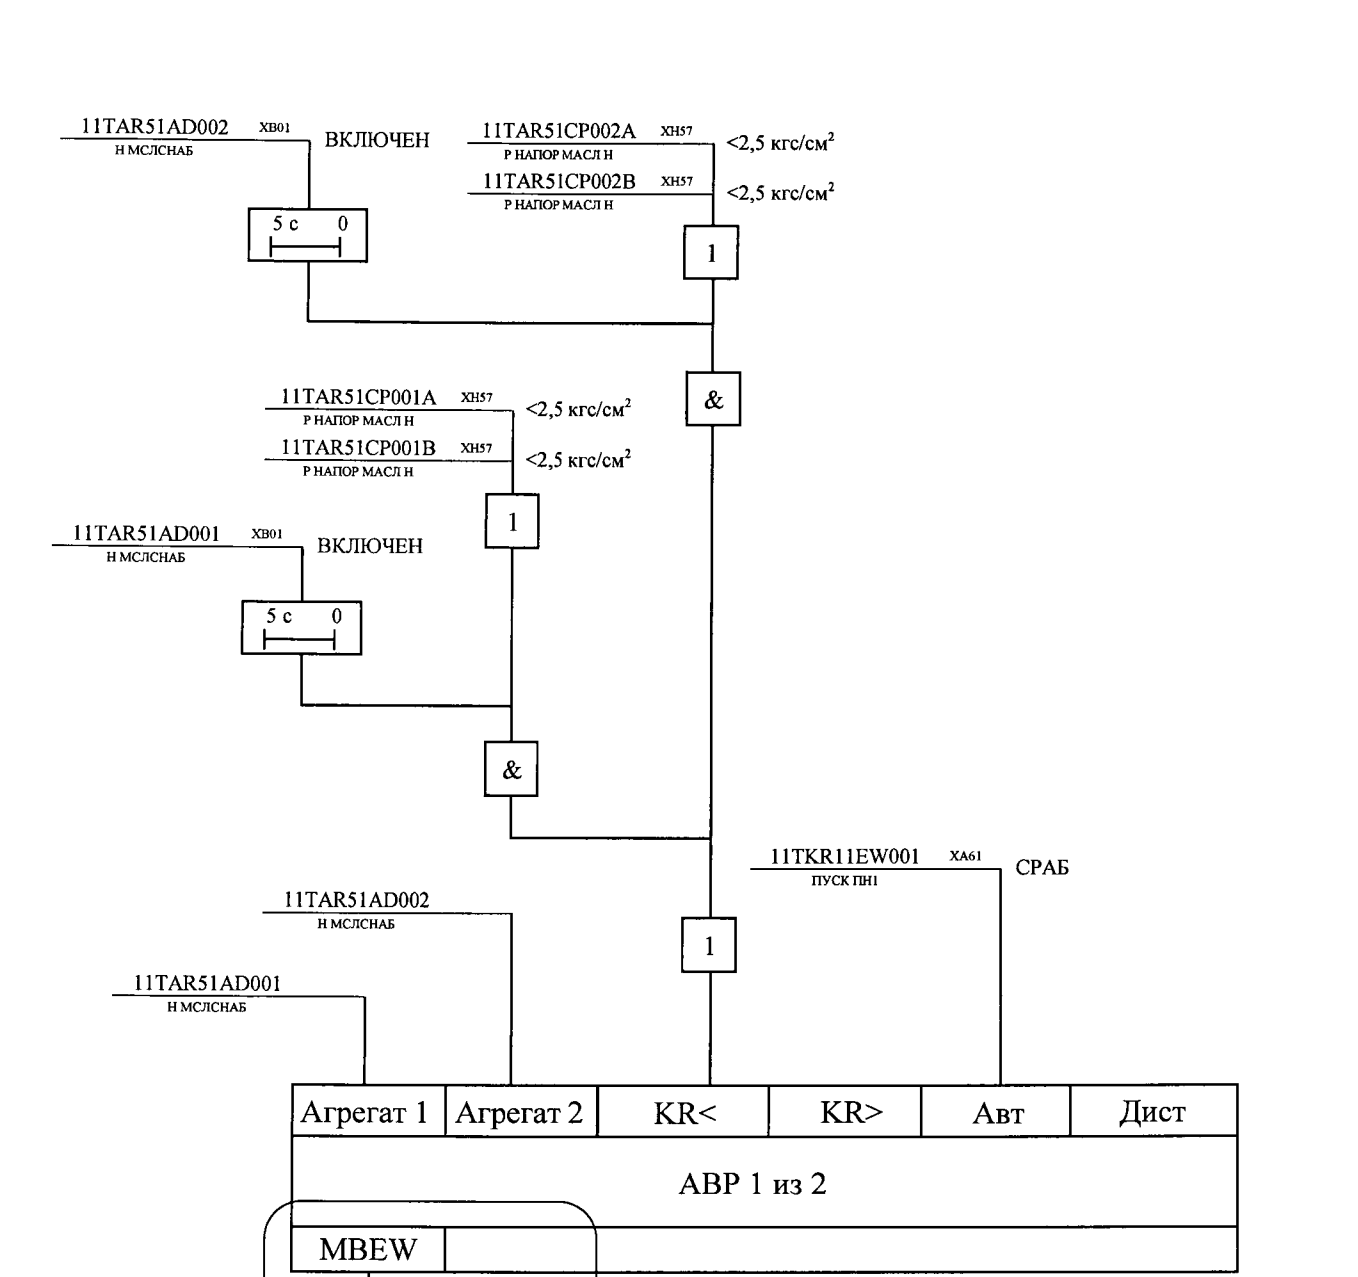 11TAR51AD002 XB01 ВКЛЮЧЕН
Н МСЛСНАБ
11TAR51CP002A XH57 <2,5 кгс/см²
Р НАПОР МАСЛ Н
11TAR51CP002B XH57 <2,5 кгс/см²
Р НАПОР МАСЛ Н
5 с 0
1
&
11TAR51CP001A XH57 <2,5 кгс/см²
Р НАПОР МАСЛ Н
11TAR51CP001B XH57 <2,5 кгс/см²
Р НАПОР МАСЛ Н
1
11TAR51AD001 XB01 ВКЛЮЧЕН
Н МСЛСНАБ
5 с 0
&
11TKR11EW001 XA61 СРАБ
ПУСК ПН1
11TAR51AD002
Н МСЛСНАБ
1
11TAR51AD001
Н МСЛСНАБ
Агрегат 1 Агрегат 2 KR< KR> Авт Дист
АВР 1 из 2
MBEW